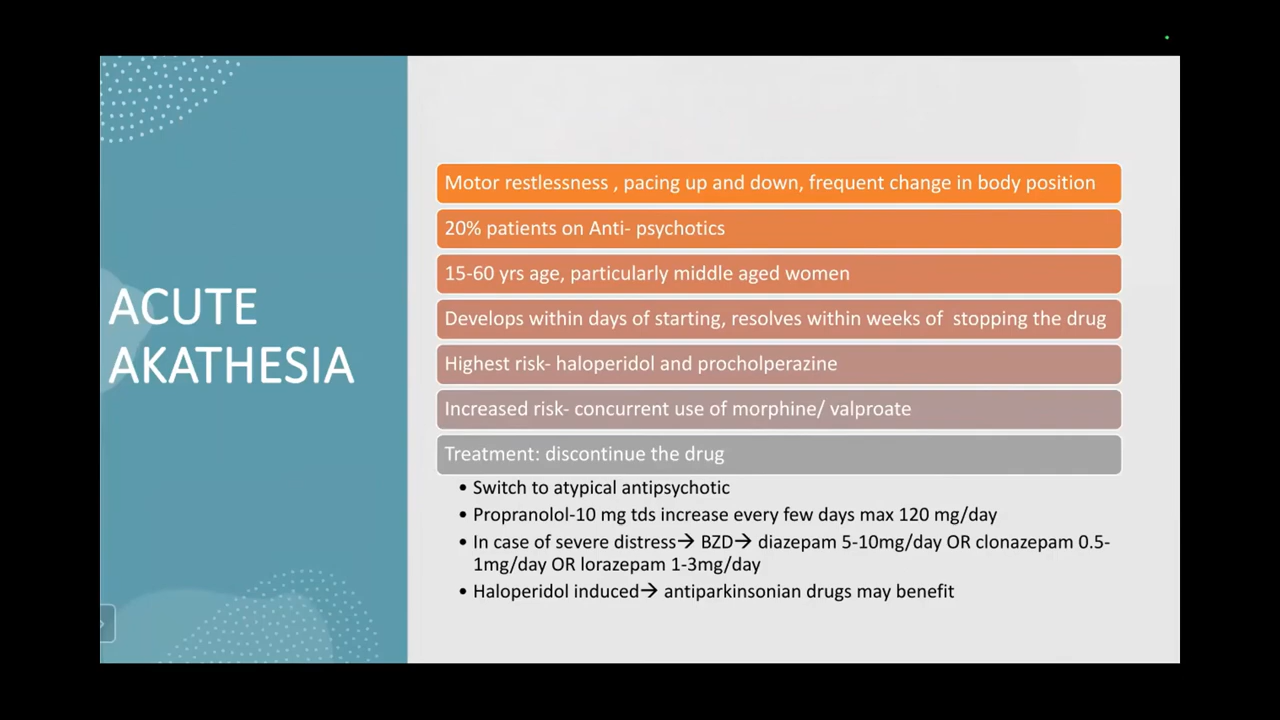 ACUTE
AKATHESIA
Motor restlessness , pacing up and down, frequent change in body position
20% patients on Anti- psychotics
15-60 yrs age, particularly middle aged women
Develops within days of starting, resolves within weeks of  stopping the drug
Highest risk- haloperidol and procholperazine
Increased risk- concurrent use of morphine/ valproate
Treatment: discontinue the drug
• Switch to atypical antipsychotic
• Propranolol-10 mg tds increase every few days max 120 mg/day
• In case of severe distress→ BZD→ diazepam 5-10mg/day OR clonazepam 0.5-
1mg/day OR lorazepam 1-3mg/day
• Haloperidol induced→ antiparkinsonian drugs may benefit